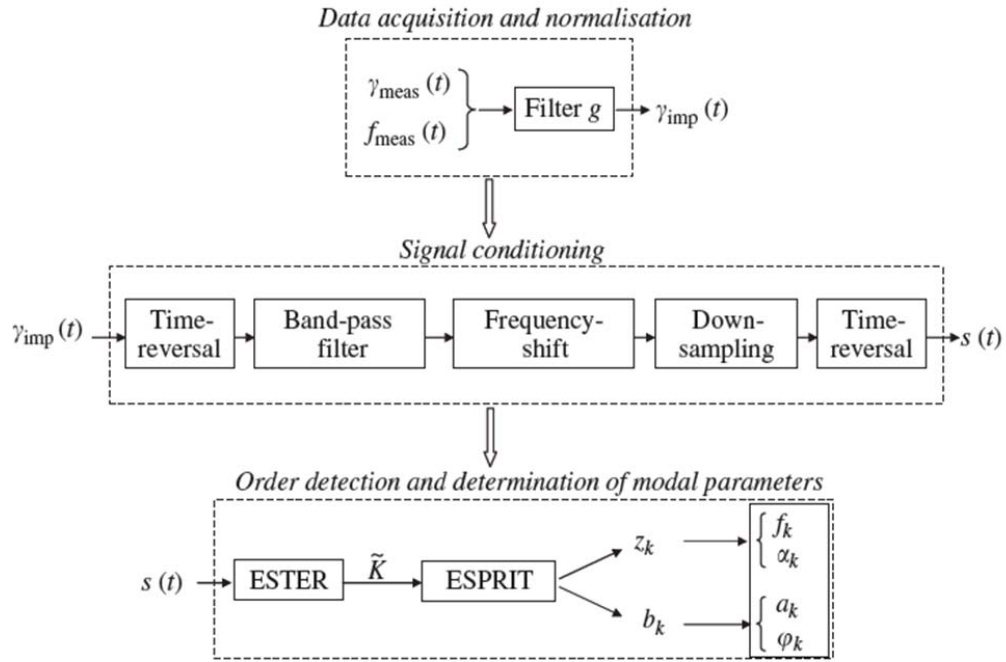 Data acquisition and normalisation
γmeas (t)
fmeas (t)
Filter g
γimp (t)
Signal conditioning
γimp (t)
Time-
reversal
Band-pass
filter
Frequency-
shift
Down-
sampling
Time-
reversal
s (t)
Order detection and determination of modal parameters
s (t)
ESTER
K̃
ESPRIT
zk
bk
fk
αk
ak
φk